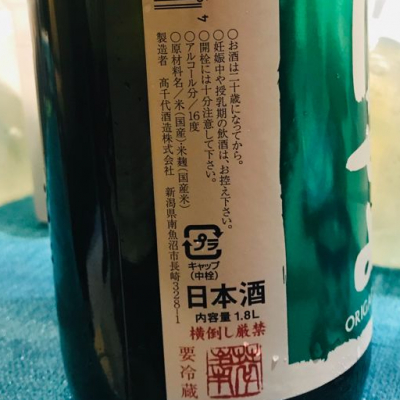 ○お酒は二十歳になってから。
○妊娠中や授乳期の飲酒は、お控え下さい。
○開栓には十分注意して下さい。
○アルコール分/16度
○原材料名/米(国産)・米麹(国産米)
製造者 髙千代酒造株式会社 新潟県南魚沼市長崎328-1
プラ
キャップ
(中栓)
日本酒
内容量 1.8L
横倒し厳禁
要冷蔵